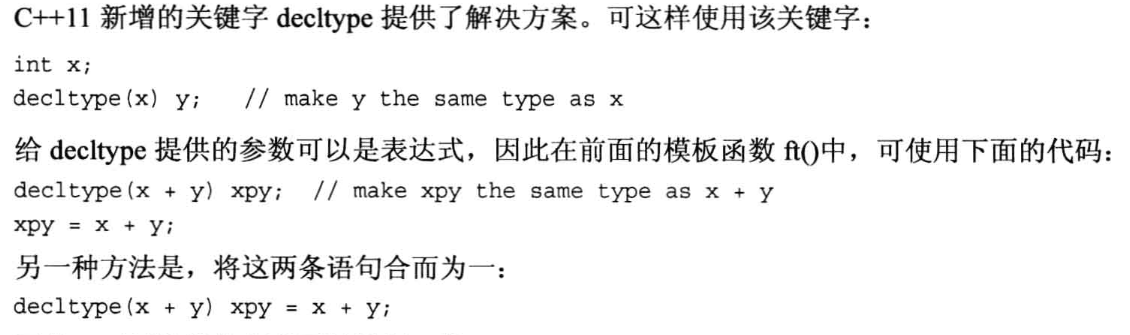 C++11 新增的关键字 decltype 提供了解决方案。可这样使用该关键字：
int x;
decltype(x) y;   // make y the same type as x
给 decltype 提供的参数可以是表达式，因此在前面的模板函数 ft()中，可使用下面的代码：
decltype(x + y) xpy;  // make xpy the same type as x + y
xpy = x + y;
另一种方法是，将这两条语句合而为一：
decltype(x + y) xpy = x + y;